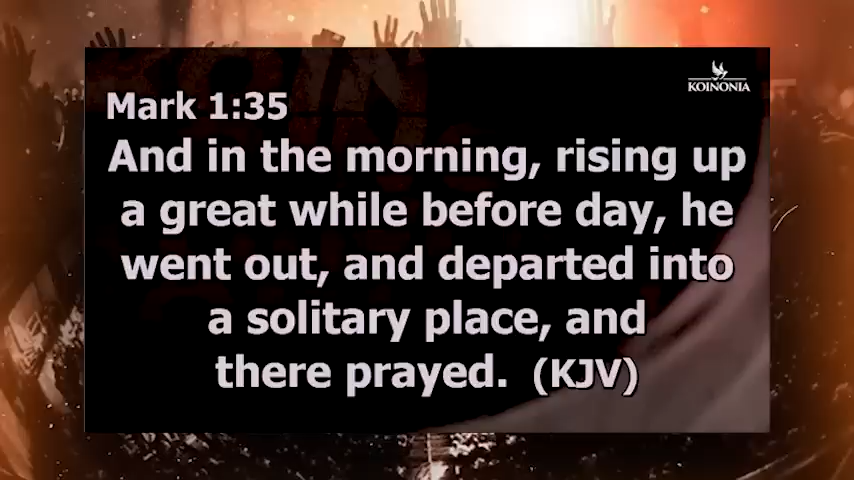 KOINONIA
Mark 1:35
And in the morning, rising up
a great while before day, he
went out, and departed into
a solitary place, and
there prayed. (KJV)